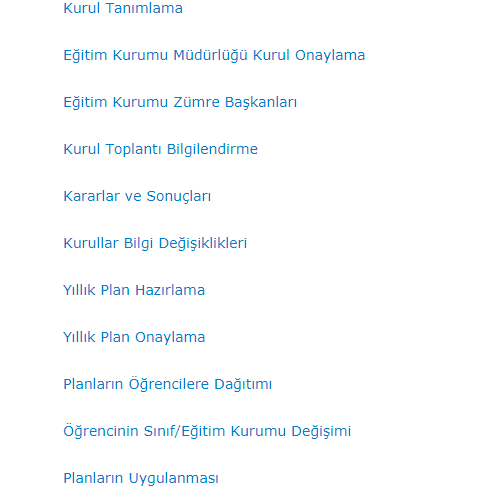 Kurul Tanımlama
Eğitim Kurumu Müdürlüğü Kurul Onaylama
Eğitim Kurumu Zümre Başkanları
Kurul Toplantı Bilgilendirme
Kararlar ve Sonuçları
Kurullar Bilgi Değişiklikleri
Yıllık Plan Hazırlama
Yıllık Plan Onaylama
Planların Öğrencilere Dağıtımı
Öğrencinin Sınıf/Eğitim Kurumu Değişimi
Planların Uygulanması